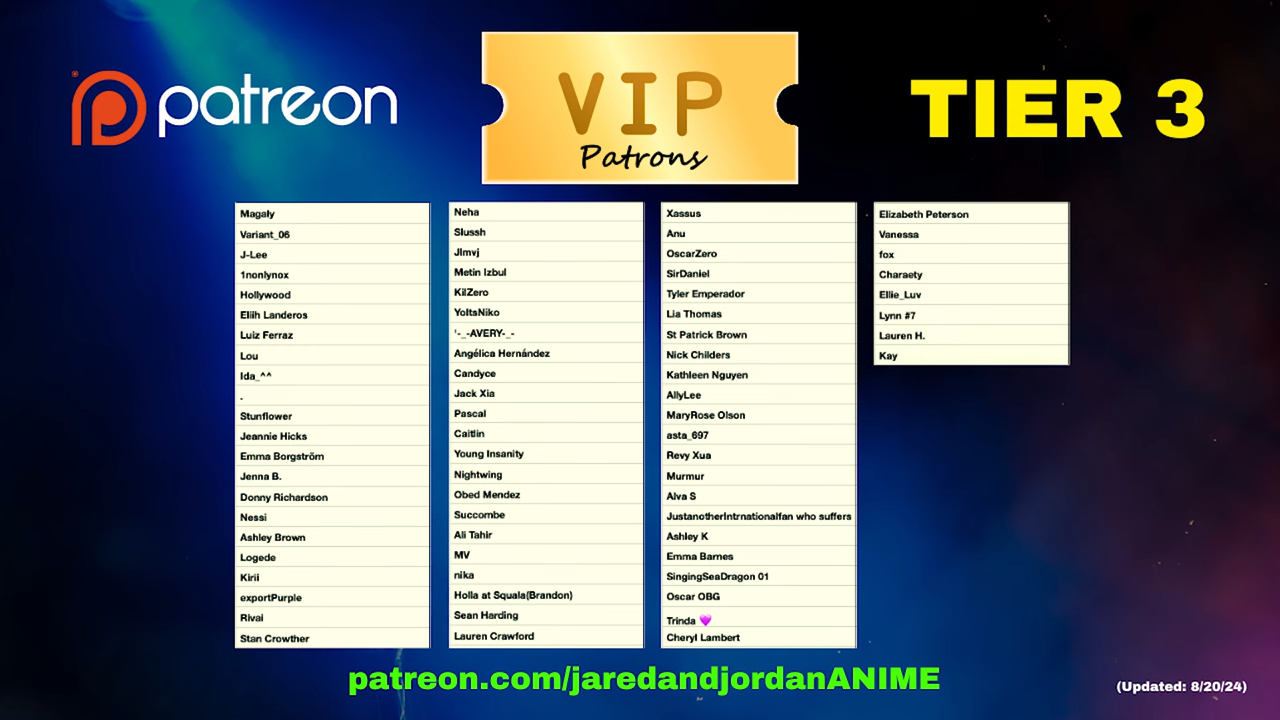 patreon
VIP
Patrons
TIER 3
Magaly
Variant_06
J-Lee
1nonlynox
Hollywood
Eliih Landeros
Luiz Ferraz
Lou
Ida_^^
.
Stunflower
Jeannie Hicks
Emma Borgström
Jenna B.
Donny Richardson
Nessi
Ashley Brown
Logede
Kirii
exportPurple
Rivai
Stan Crowther
Neha
Slussh
Jlmvj
Metin Izbul
KilZero
YoItsNiko
'-_-AVERY-_-
Angélica Hernández
Candyce
Jack Xia
Pascal
Caitlin
Young Insanity
Nightwing
Obed Mendez
Succombe
Ali Tahir
MV
nika
Holla at Squala(Brandon)
Sean Harding
Lauren Crawford
Xassus
Anu
OscarZero
SirDaniel
Tyler Emperador
Lia Thomas
St Patrick Brown
Nick Childers
Kathleen Nguyen
AllyLee
MaryRose Olson
asta_697
Revy Xua
Murmur
Alva S
JustanotherIntrnationalfan who suffers
Ashley K
Emma Barnes
SingingSeaDragon 01
Oscar OBG
Trinda 💜
Cheryl Lambert
Elizabeth Peterson
Vanessa
fox
Charaety
Ellie_Luv
Lynn #7
Lauren H.
Kay
patreon.com/jaredandjordanANIME
(Updated: 8/20/24)